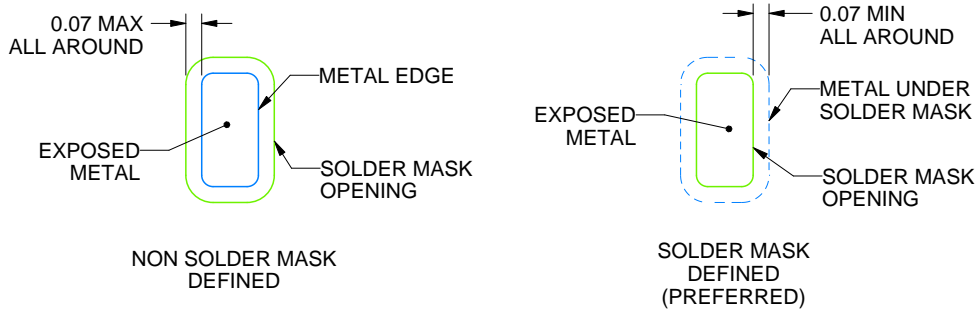 0.07 MAX
ALL AROUND
METAL EDGE
EXPOSED
METAL
SOLDER MASK
OPENING
NON SOLDER MASK
DEFINED
0.07 MIN
ALL AROUND
METAL UNDER
SOLDER MASK
EXPOSED
METAL
SOLDER MASK
OPENING
SOLDER MASK
DEFINED
(PREFERRED)